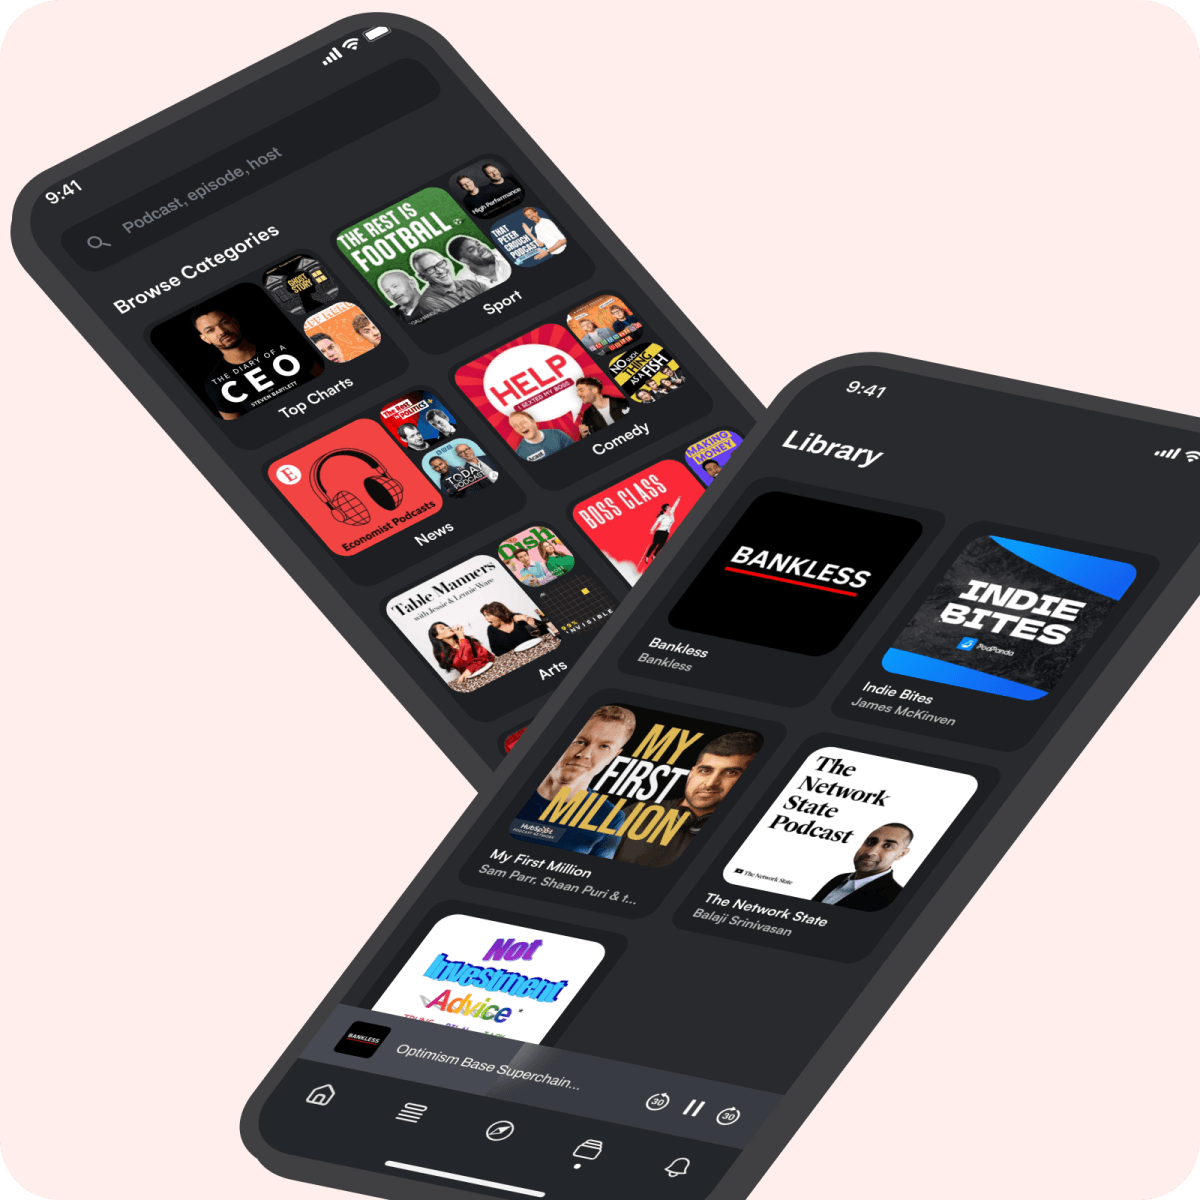 9:41
Podcast, episode, host
Browse Categories
THE DIARY OF A
CEO
STEVEN BARTLETT
GHOST
STORY
Top Charts
THE REST IS
FOOTBALL
High Performance
THAT
PETER
CROUCH
PODCAST
Sport
E
Economist Podcasts
The Rest
is
POLITICS
TODAY
PODCAST
News
HELP
I SEXTED MY BOSS
NO SUCH
THING
AS A FISH
Comedy
Table Manners
with Jessie & Lennie Ware
Dish
99%
INVISIBLE
Arts
BOSS CLASS
MAKING
MONEY
9:41
Library
BANKLESS
Bankless
Bankless
INDIE
BITES
PodPanda
Indie Bites
James McKinven
MY
FIRST
MILLION
HubSpot
PODCAST NETWORK
My First Million
Sam Parr, Shaan Puri & t...
The
Network
State
Podcast
The Network State
The Network State
Balaji Srinivasan
Not
Investment
Advice
BANKLESS
Optimism Base Superchain...
30
30